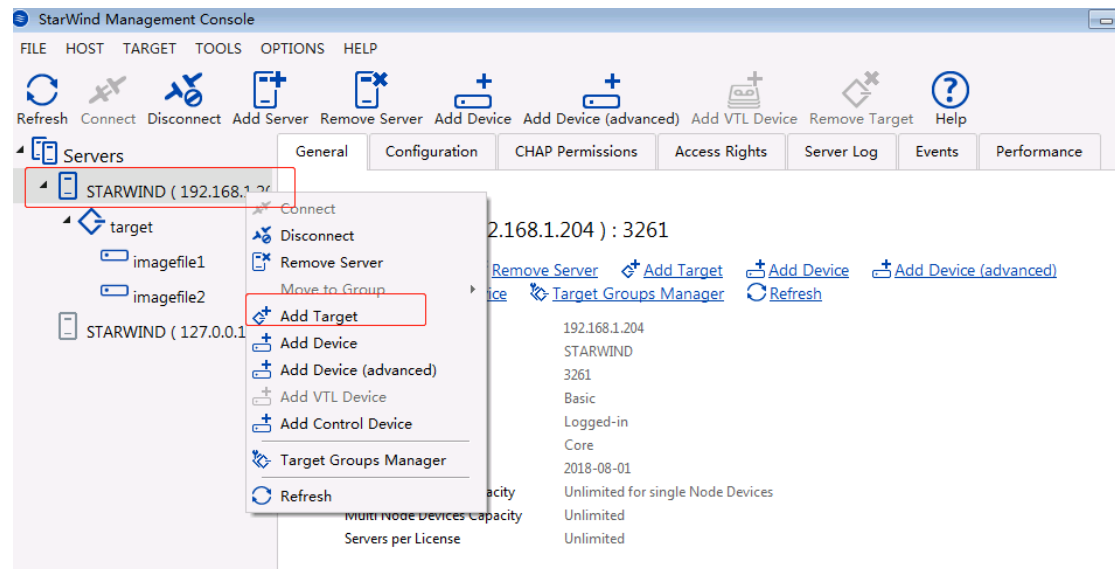 StarWind Management Console
FILE HOST TARGET TOOLS OPTIONS HELP
Refresh Connect Disconnect Add Server Remove Server Add Device Add Device (advanced) Add VTL Device Remove Target Help
Servers
General Configuration CHAP Permissions Access Rights Server Log Events Performance
STARWIND ( 192.168.1.20
target
imagefile1
imagefile2
STARWIND ( 127.0.0.1
Connect
Disconnect
Remove Server
Move to Group
Add Target
Add Device
Add Device (advanced)
Add VTL Device
Add Control Device
Target Groups Manager
Refresh
2.168.1.204 ) : 3261
Remove Server Add Target Add Device Add Device (advanced)
ice Target Groups Manager Refresh
192.168.1.204
STARWIND
3261
Basic
Logged-in
Core
2018-08-01
acity Unlimited for single Node Devices
Multi Node Devices Capacity Unlimited
Servers per License Unlimited